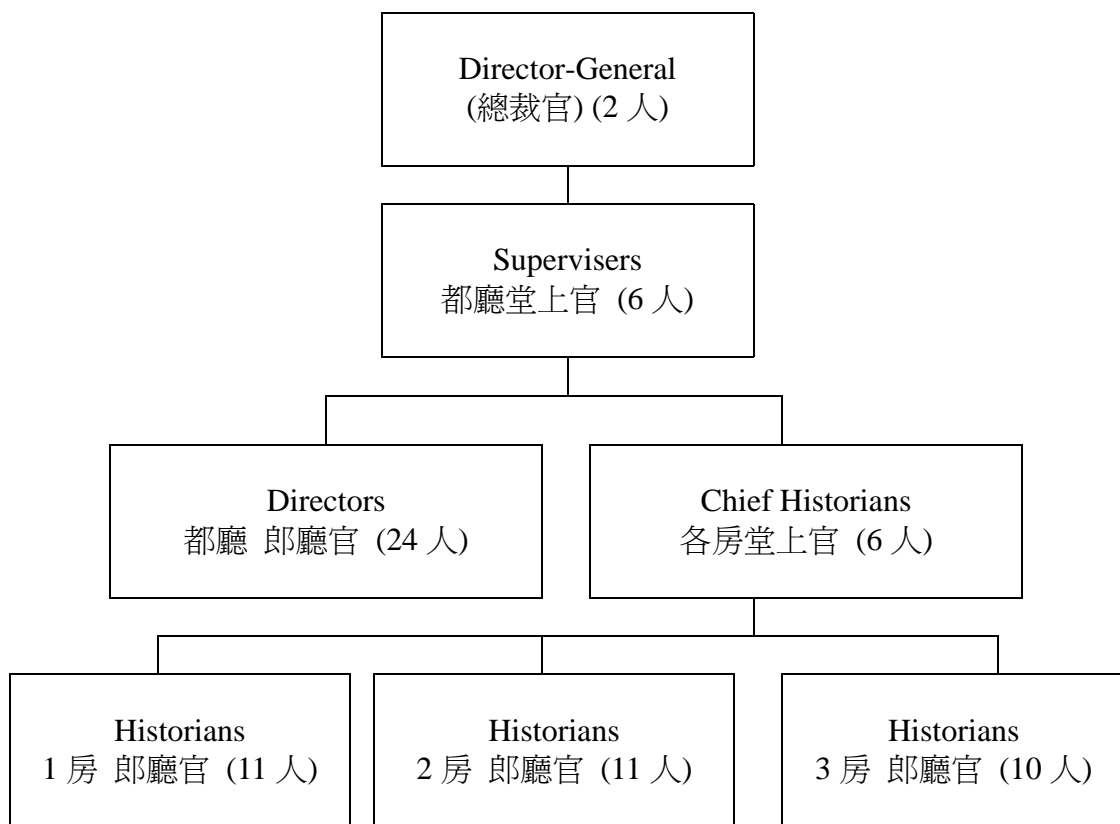 Director-General
(總裁官) (2 人)
Supervisers
都廳堂上官 (6 人)
Directors
都廳 郎廳官 (24 人)
Chief Historians
各房堂上官 (6 人)
Historians
1 房 郎廳官 (11 人)
Historians
2 房 郎廳官 (11 人)
Historians
3 房 郎廳官 (10 人)